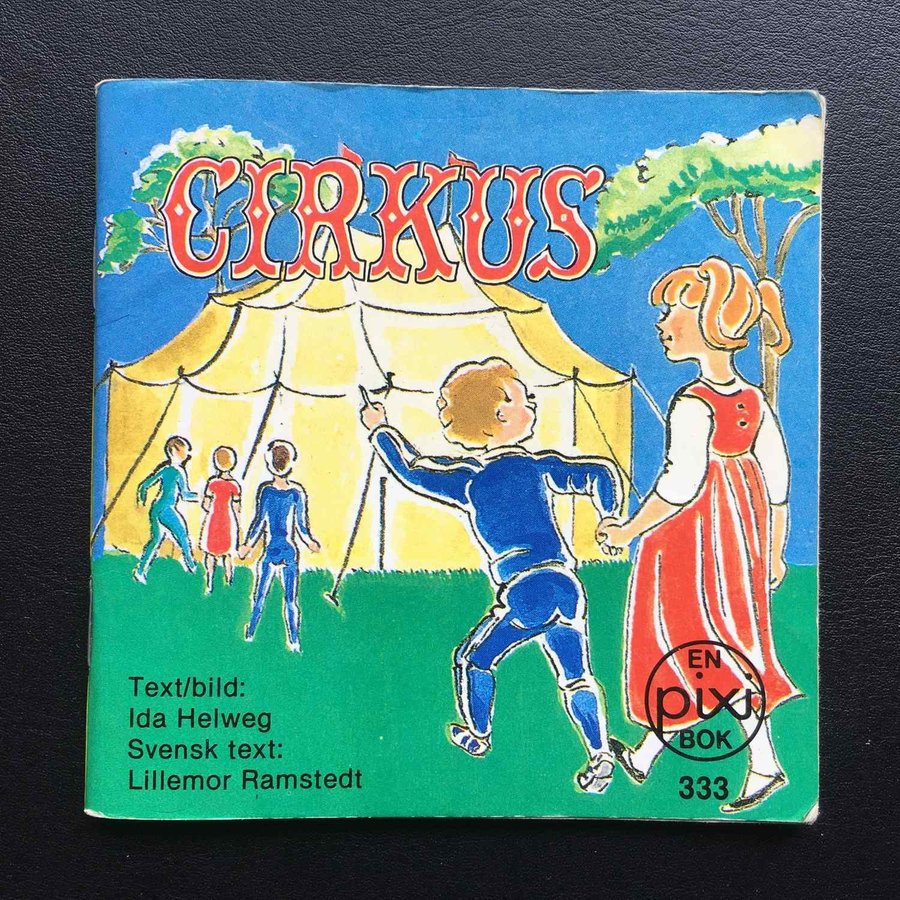 CIRKUS
Text/bild:
Ida Helweg
Svensk text:
Lillemor Ramstedt
EN
pixi
BOK
333